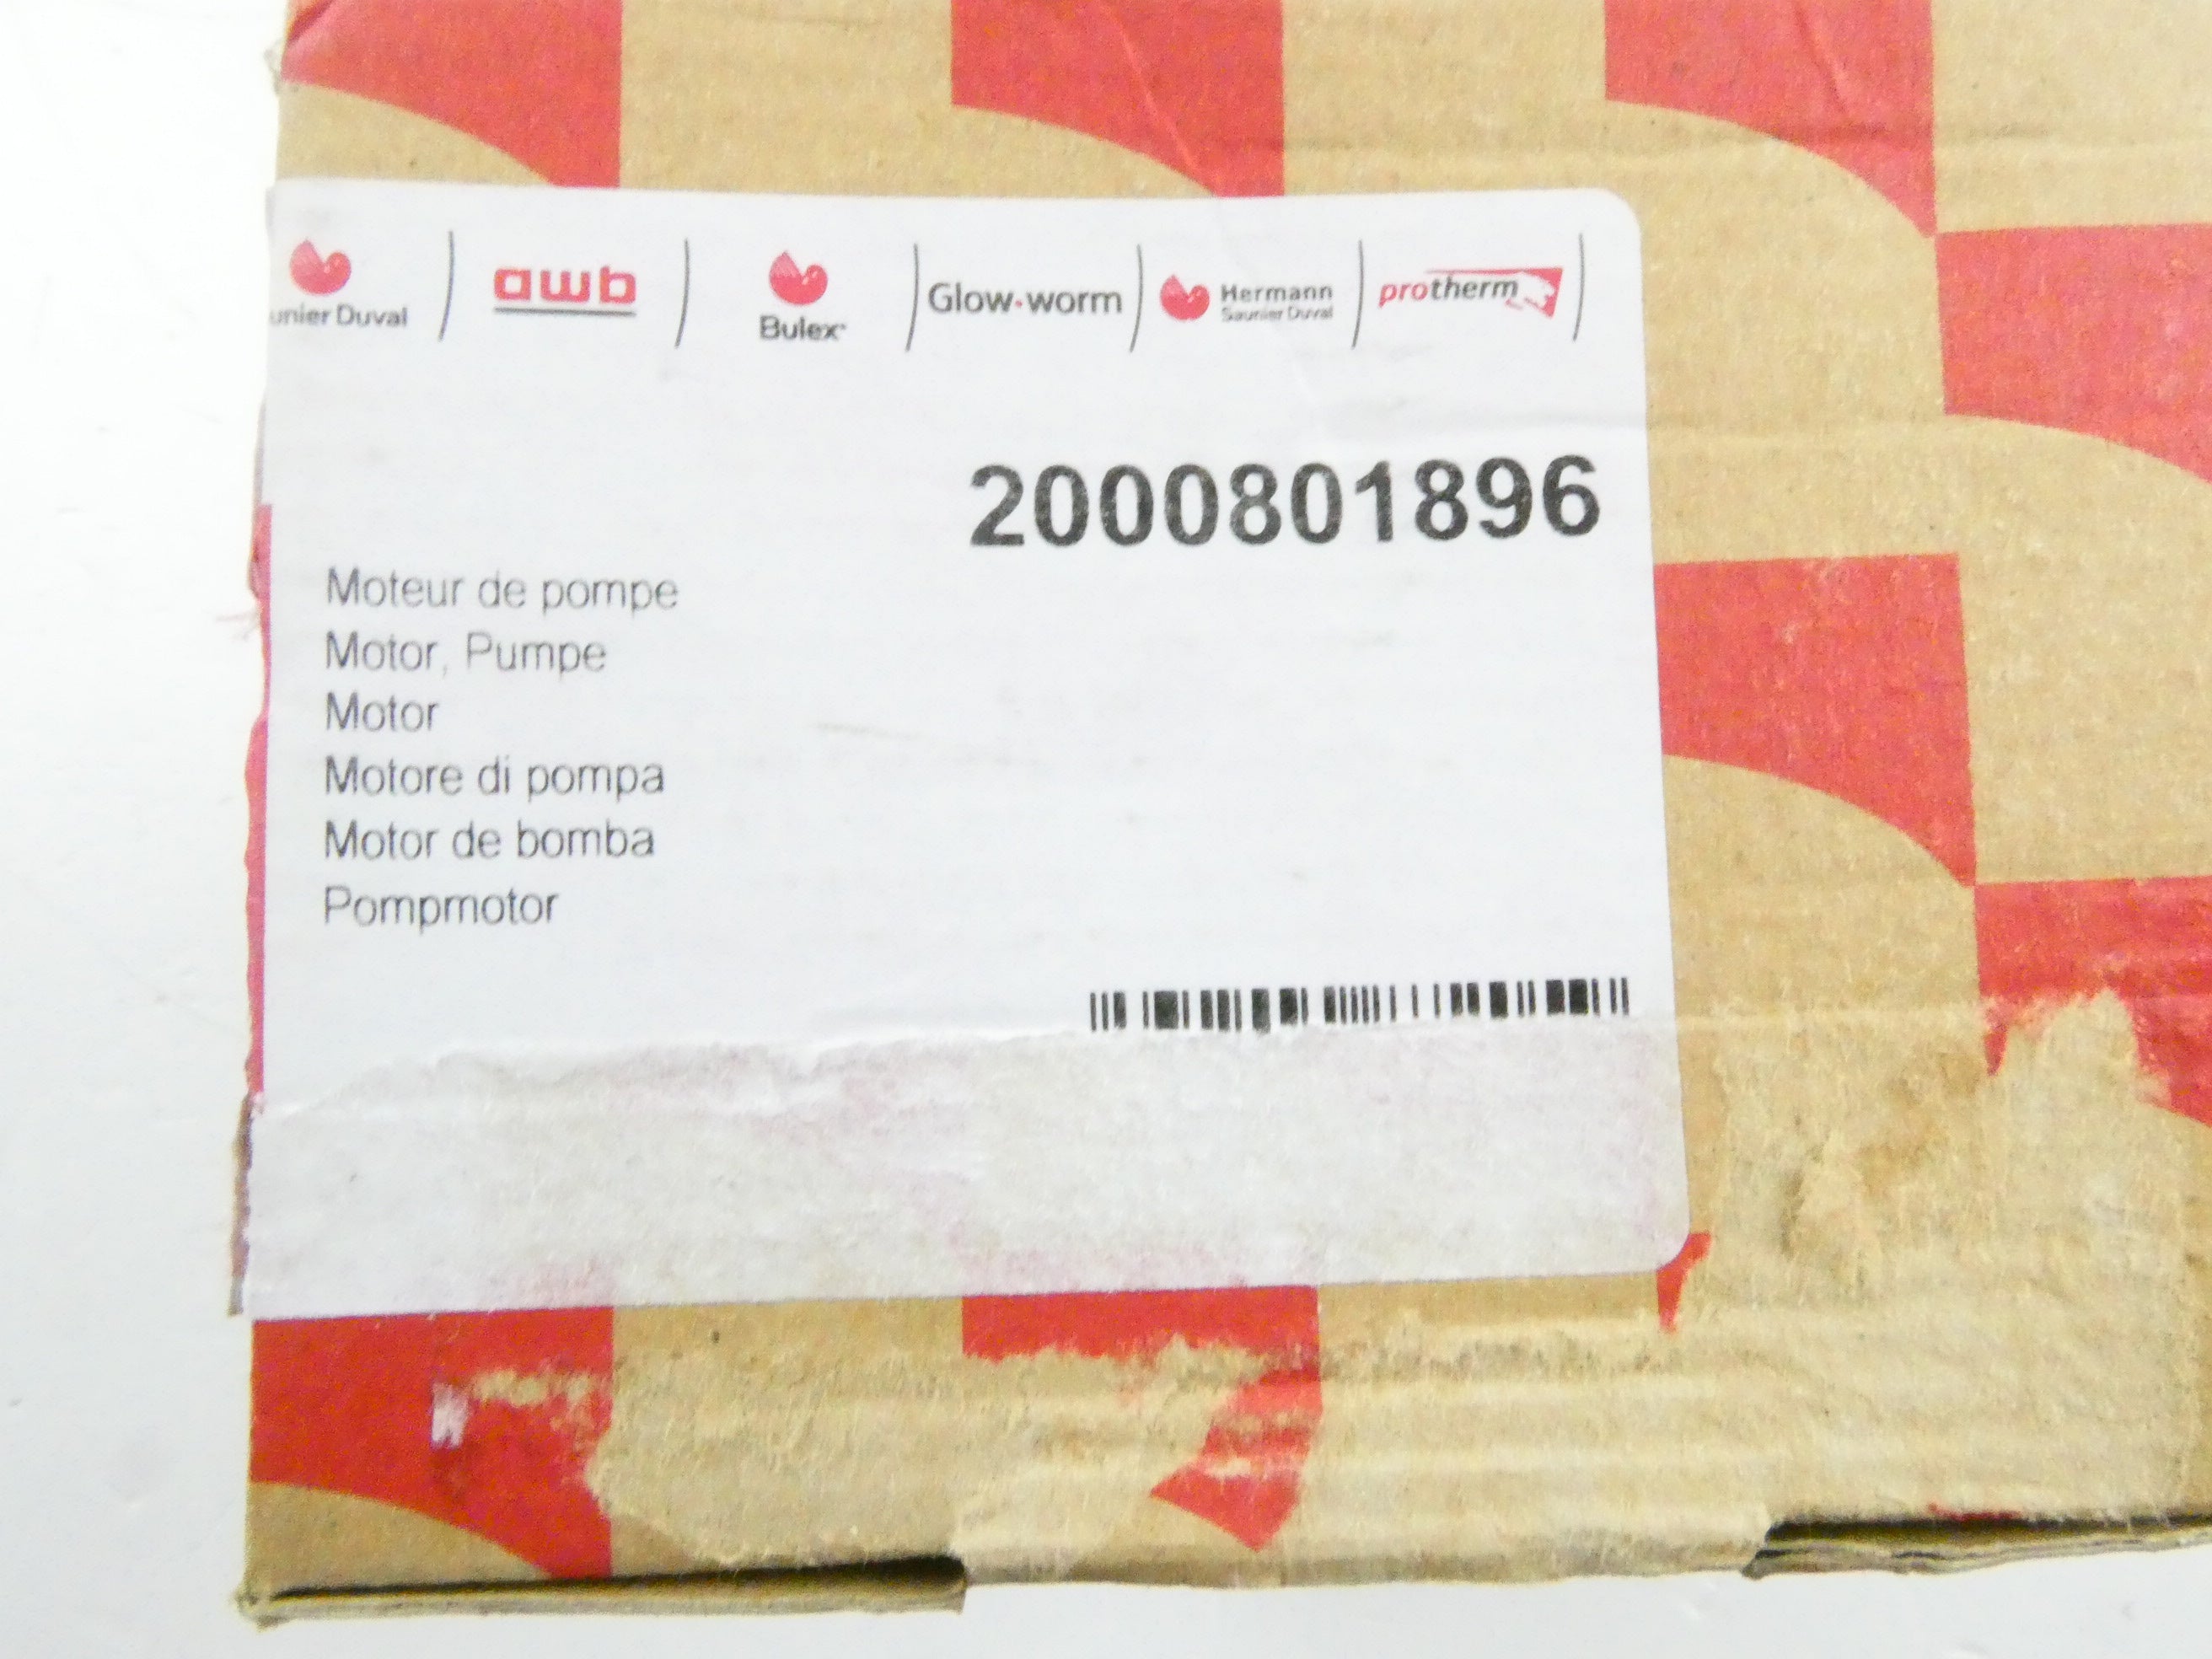 unier Duval awb Bulex Glow-worm Hermann Saunier Duval protherm
2000801896
Moteur de pompe
Motor, Pumpe
Motor
Motore di pompa
Motor de bomba
Pompmotor